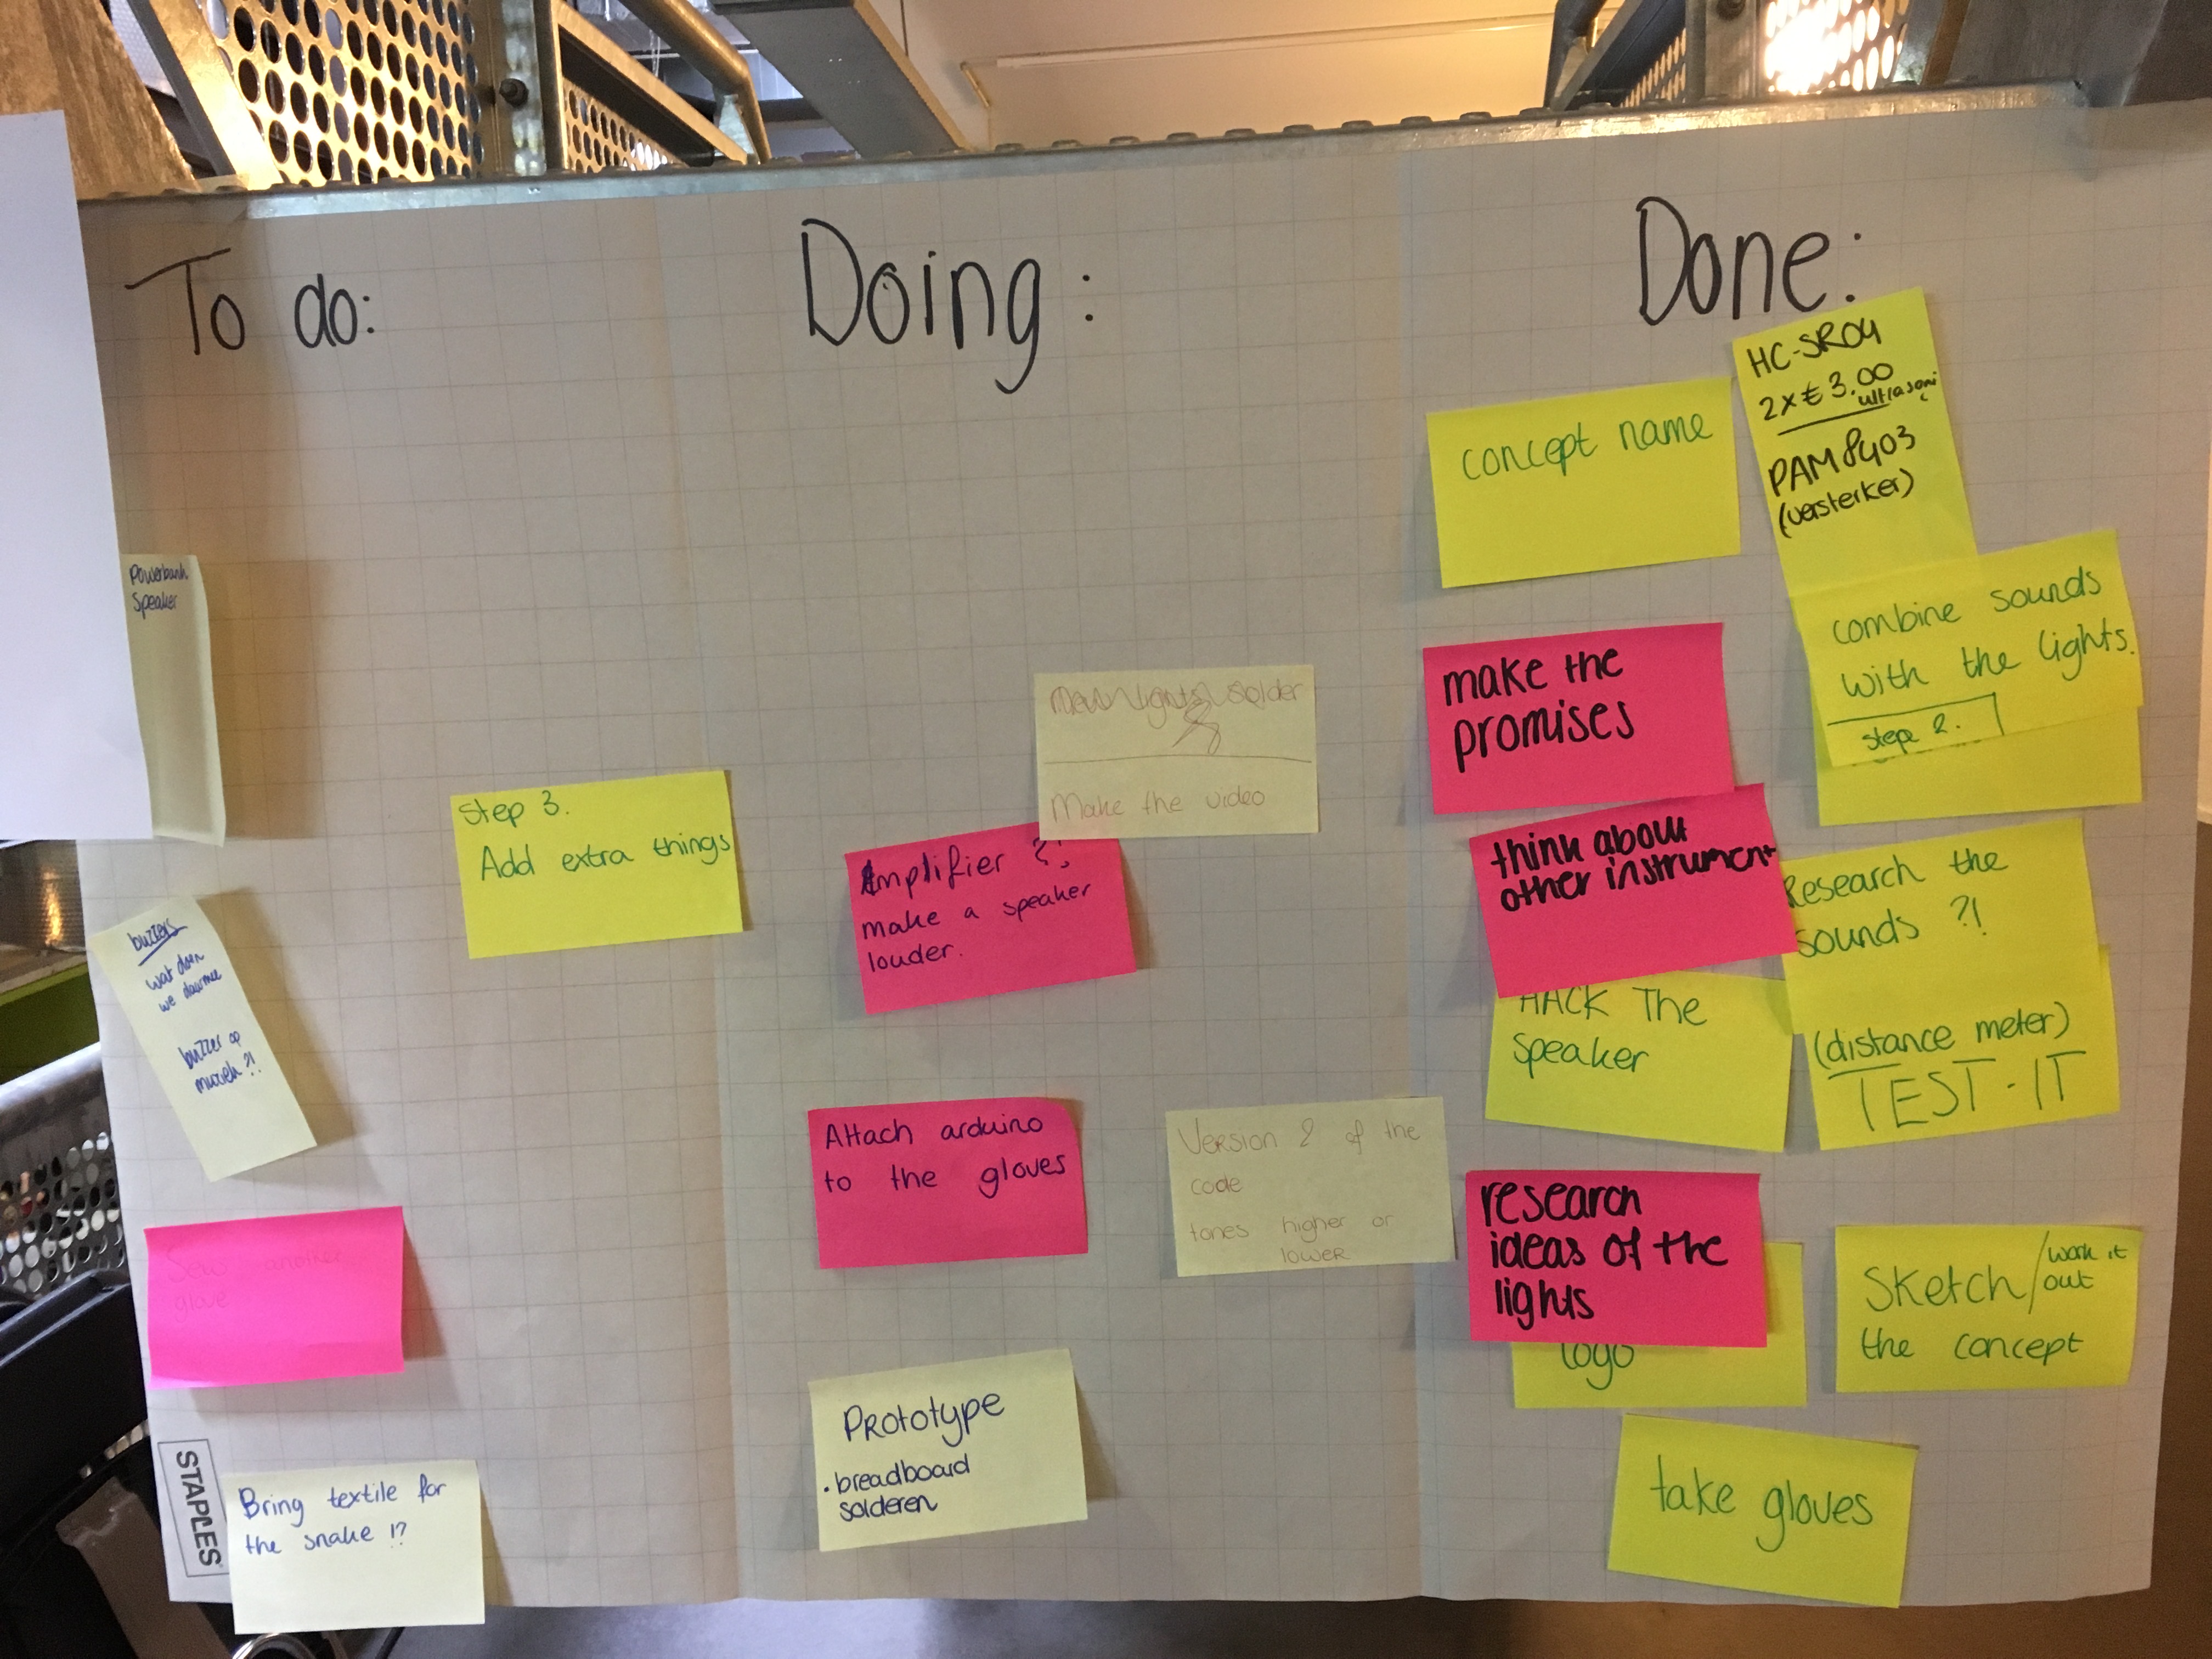 To do:
Doing:
Done:
Powerbank
Speaker
Step 3.
Add extra things
buzzers
wat doen
we daarmee
buzzer op
muziek?!
Sew another
glove
STAPLES
Bring textile for
the snake !?
New lights solder
Make the video
Amplifier ?!
make a speaker
louder.
Attach arduino
to the gloves
Version 2 of the
code
tones higher or
lower
Prototype
. breadboard
solderen
HC-SR04
2x € 3.00
ultrasoni
c
PAM8403
(versterker)
concept name
combine sounds
with the lights.
step 2.
make the
promises
think about
other instrument
Research the
sounds ?!
HACK The
speaker
(distance meter)
TEST-IT
research
ideas of the
lights
logo
Sketch/work it
out
the concept
take gloves